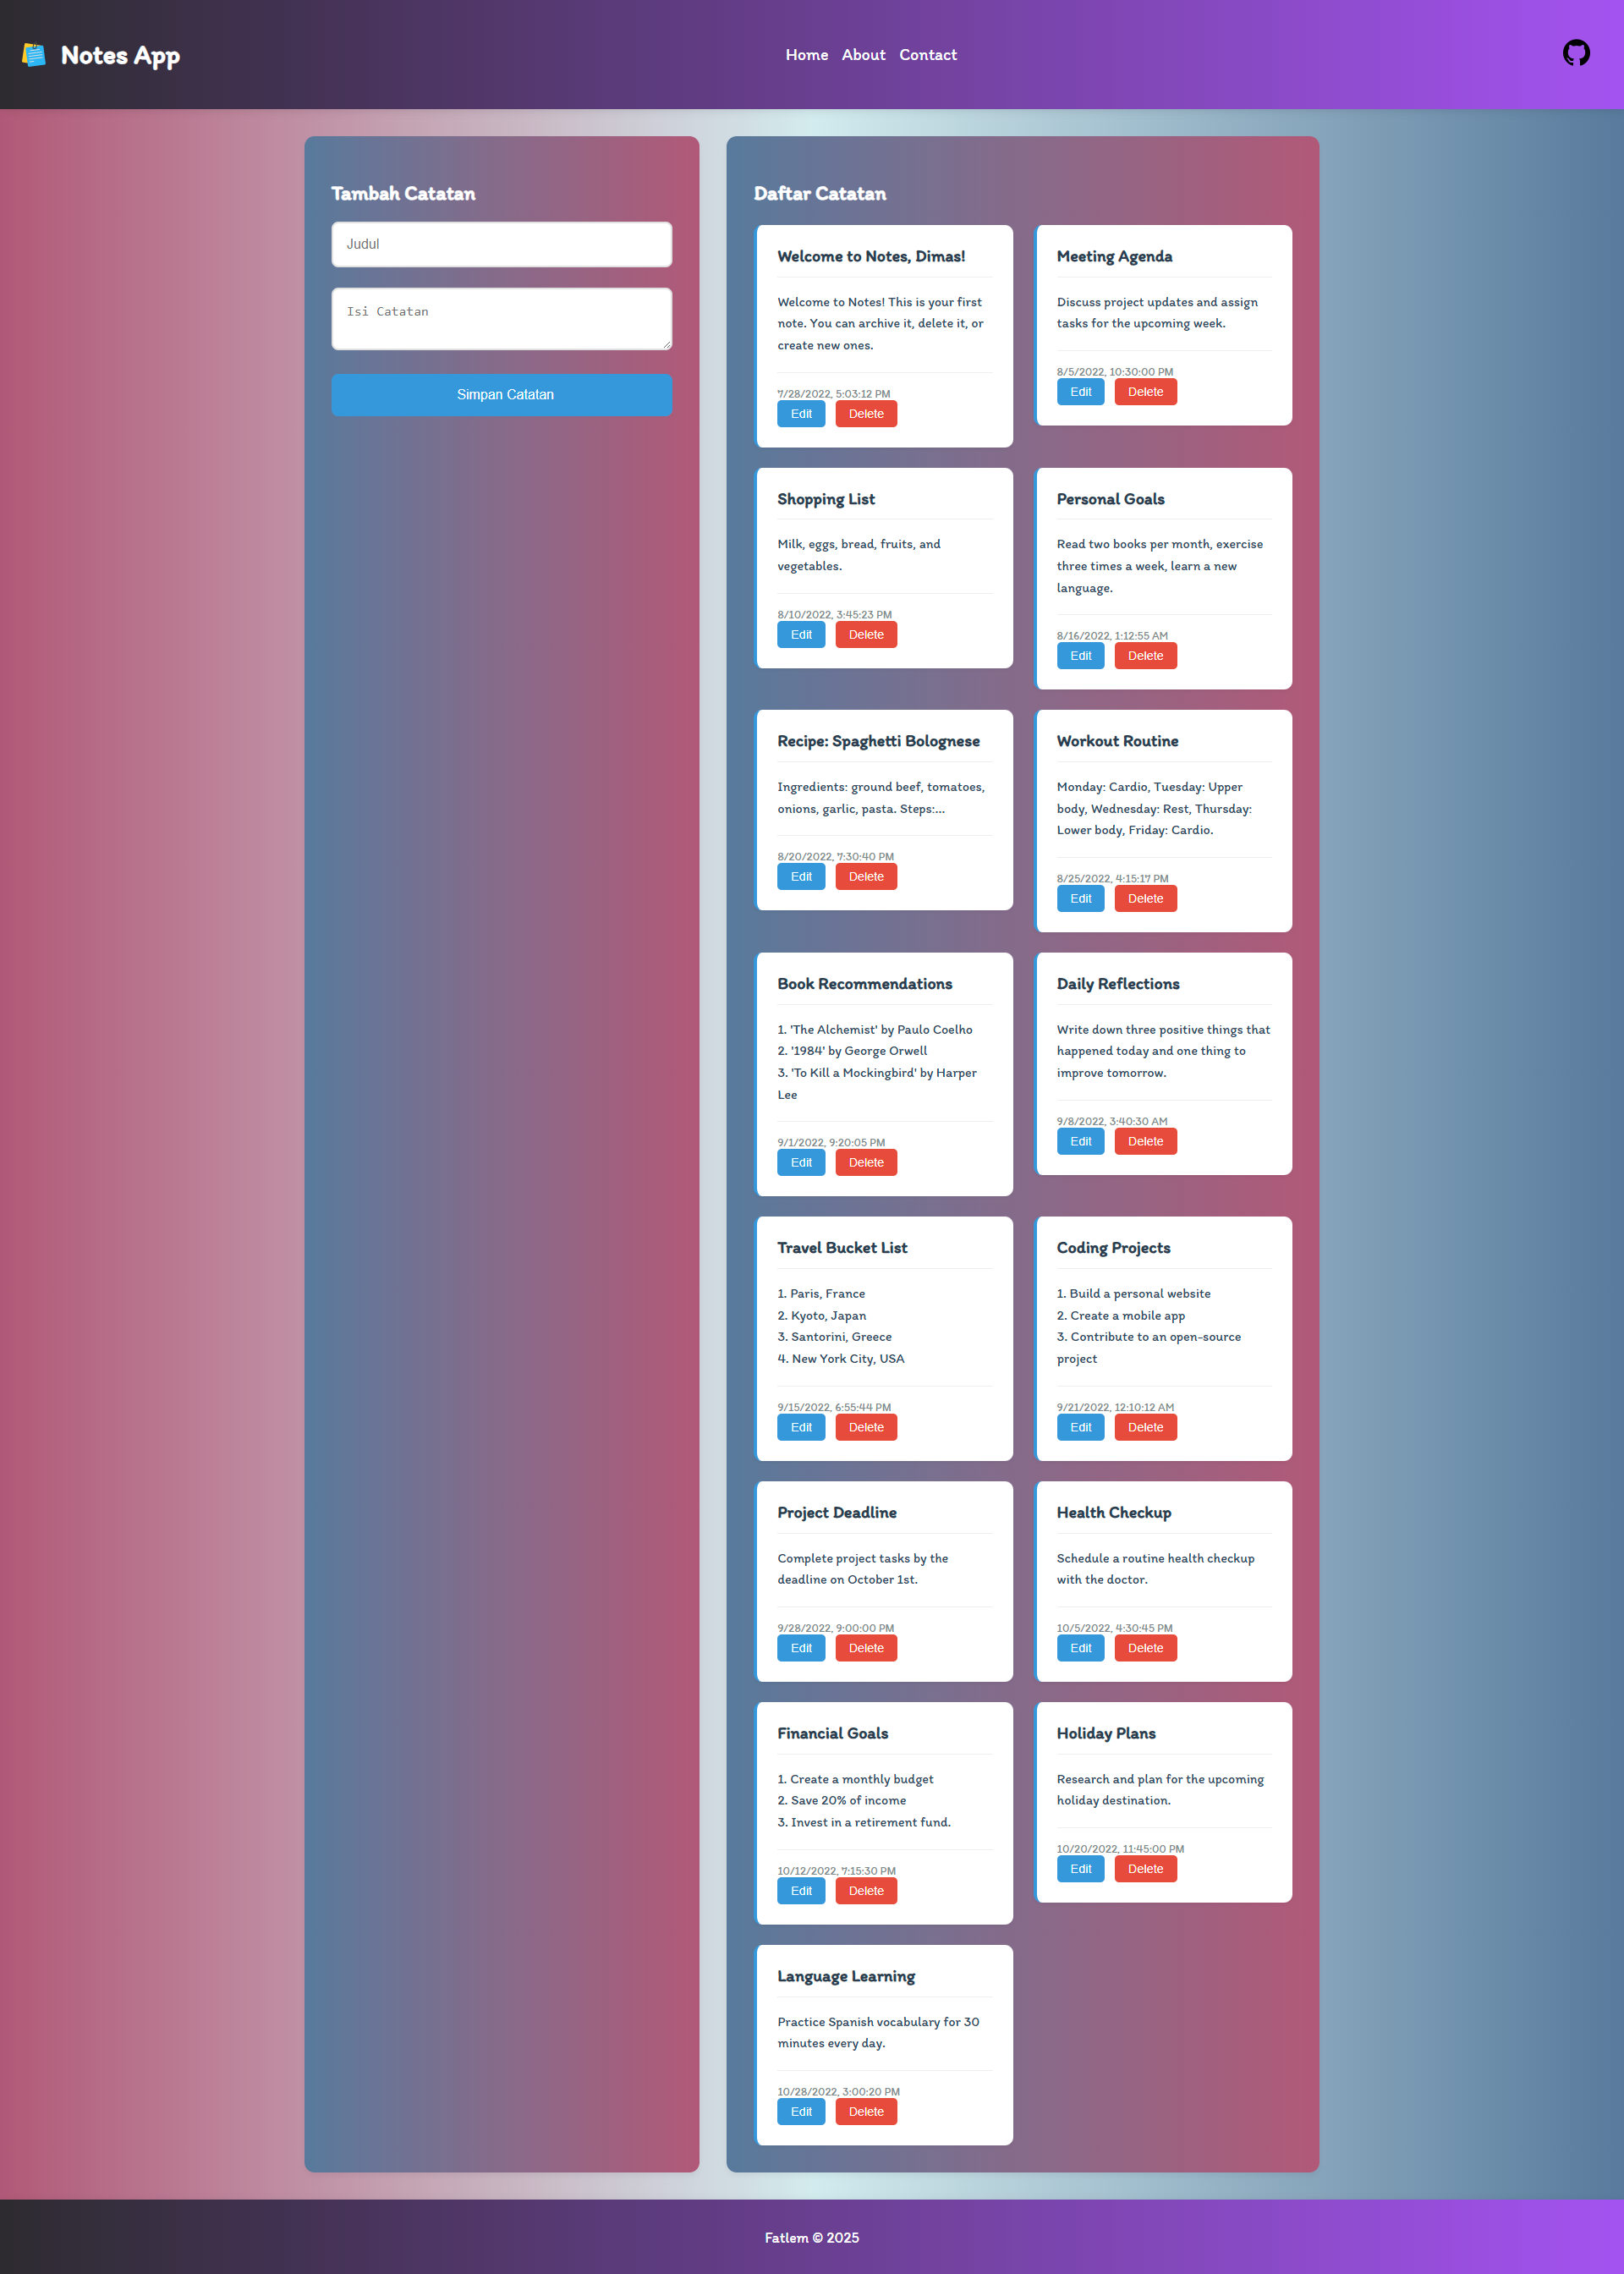 Notes App
Home About Contact
Tambah Catatan
Judul
Isi Catatan
Simpan Catatan
Daftar Catatan
Welcome to Notes, Dimas!
Welcome to Notes! This is your first
note. You can archive it, delete it, or
create new ones.
7/28/2022, 5:03:12 PM
Edit Delete
Meeting Agenda
Discuss project updates and assign
tasks for the upcoming week.
8/5/2022, 10:30:00 PM
Edit Delete
Shopping List
Milk, eggs, bread, fruits, and
vegetables.
8/10/2022, 3:45:23 PM
Edit Delete
Personal Goals
Read two books per month, exercise
three times a week, learn a new
language.
8/16/2022, 1:12:55 AM
Edit Delete
Recipe: Spaghetti Bolognese
Ingredients: ground beef, tomatoes,
onions, garlic, pasta. Steps:...
8/20/2022, 7:30:40 PM
Edit Delete
Workout Routine
Monday: Cardio, Tuesday: Upper
body, Wednesday: Rest, Thursday:
Lower body, Friday: Cardio.
8/25/2022, 4:15:17 PM
Edit Delete
Book Recommendations
1. 'The Alchemist' by Paulo Coelho
2. '1984' by George Orwell
3. 'To Kill a Mockingbird' by Harper
Lee
9/1/2022, 9:20:05 PM
Edit Delete
Daily Reflections
Write down three positive things that
happened today and one thing to
improve tomorrow.
9/8/2022, 3:40:30 AM
Edit Delete
Travel Bucket List
1. Paris, France
2. Kyoto, Japan
3. Santorini, Greece
4. New York City, USA
9/15/2022, 6:55:44 PM
Edit Delete
Coding Projects
1. Build a personal website
2. Create a mobile app
3. Contribute to an open-source
project
9/21/2022, 12:10:12 AM
Edit Delete
Project Deadline
Complete project tasks by the
deadline on October 1st.
9/28/2022, 9:00:00 PM
Edit Delete
Health Checkup
Schedule a routine health checkup
with the doctor.
10/5/2022, 4:30:45 PM
Edit Delete
Financial Goals
1. Create a monthly budget
2. Save 20% of income
3. Invest in a retirement fund.
10/12/2022, 7:15:30 PM
Edit Delete
Holiday Plans
Research and plan for the upcoming
holiday destination.
10/20/2022, 11:45:00 PM
Edit Delete
Language Learning
Practice Spanish vocabulary for 30
minutes every day.
10/28/2022, 3:00:20 PM
Edit Delete
Fatlem © 2025